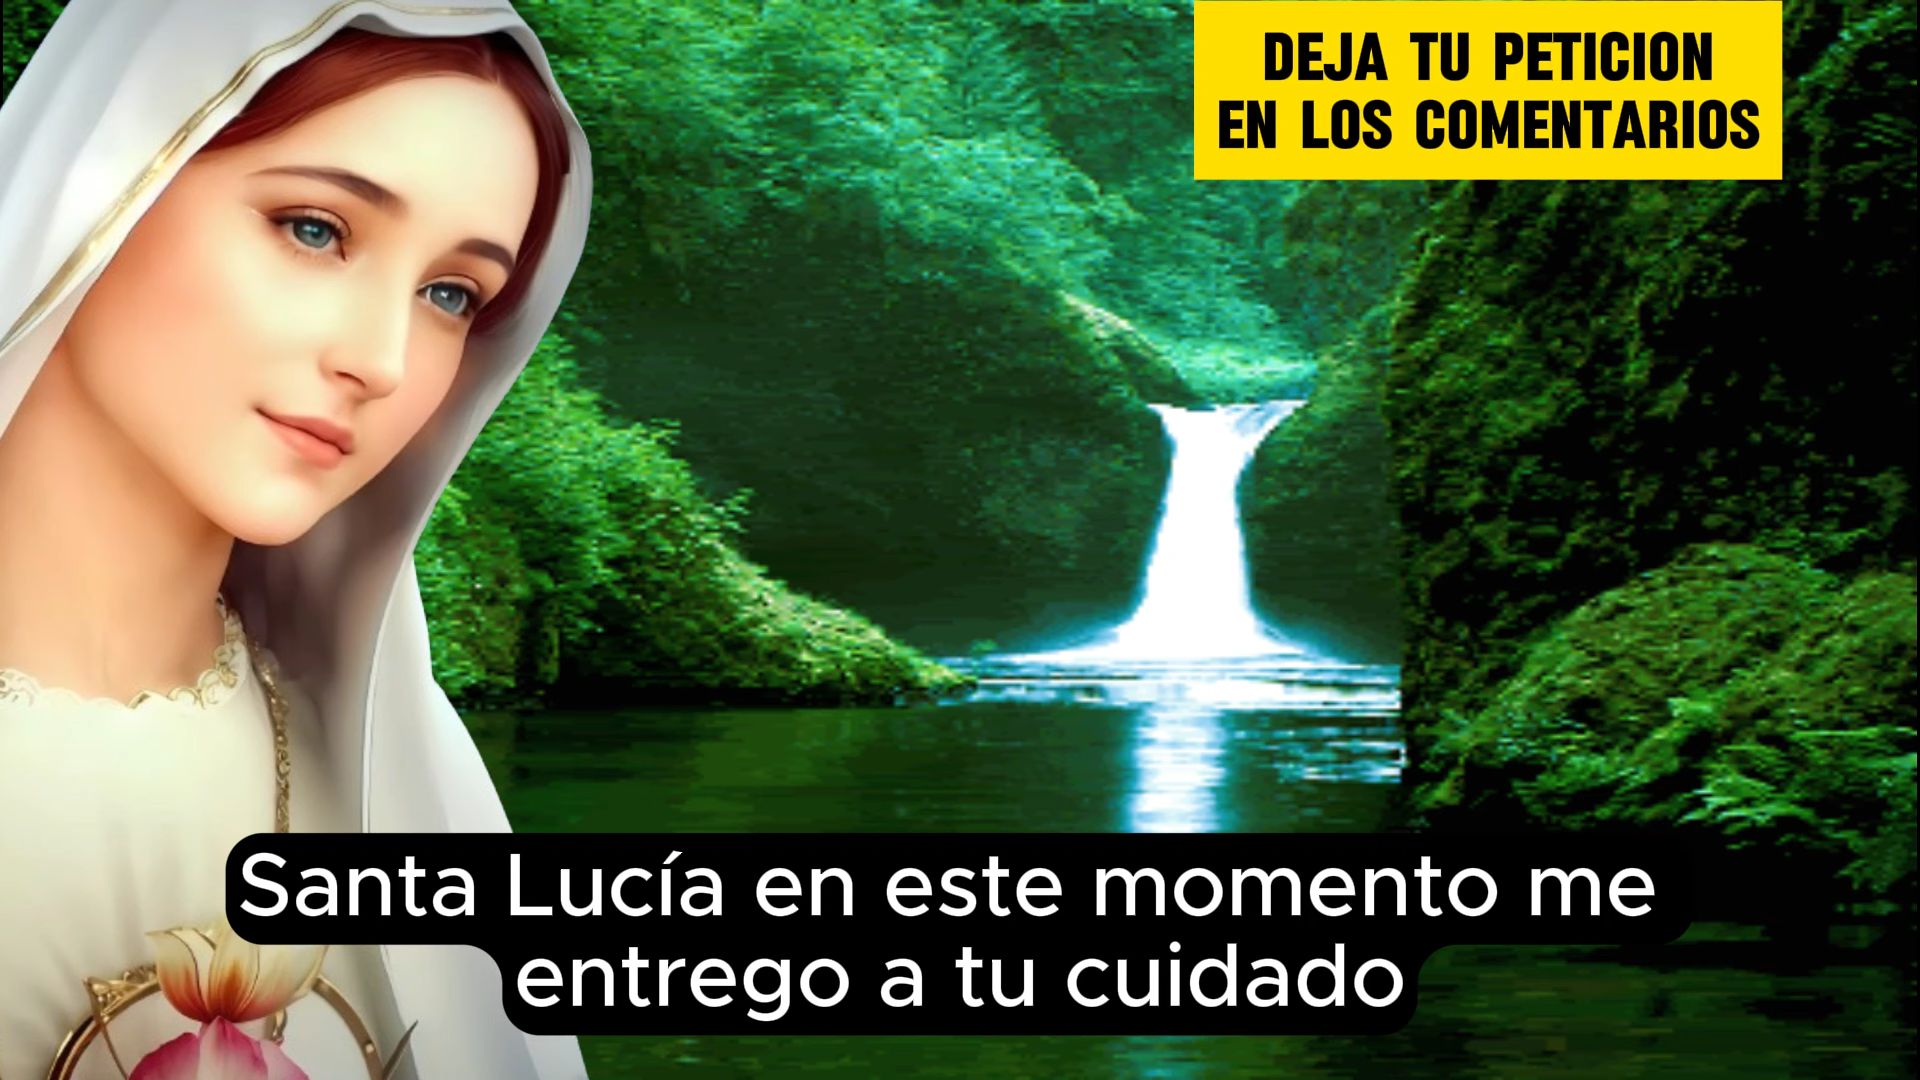 DEJA TU PETICION
EN LOS COMENTARIOS
Santa Lucía en este momento me
entrego a tu cuidado